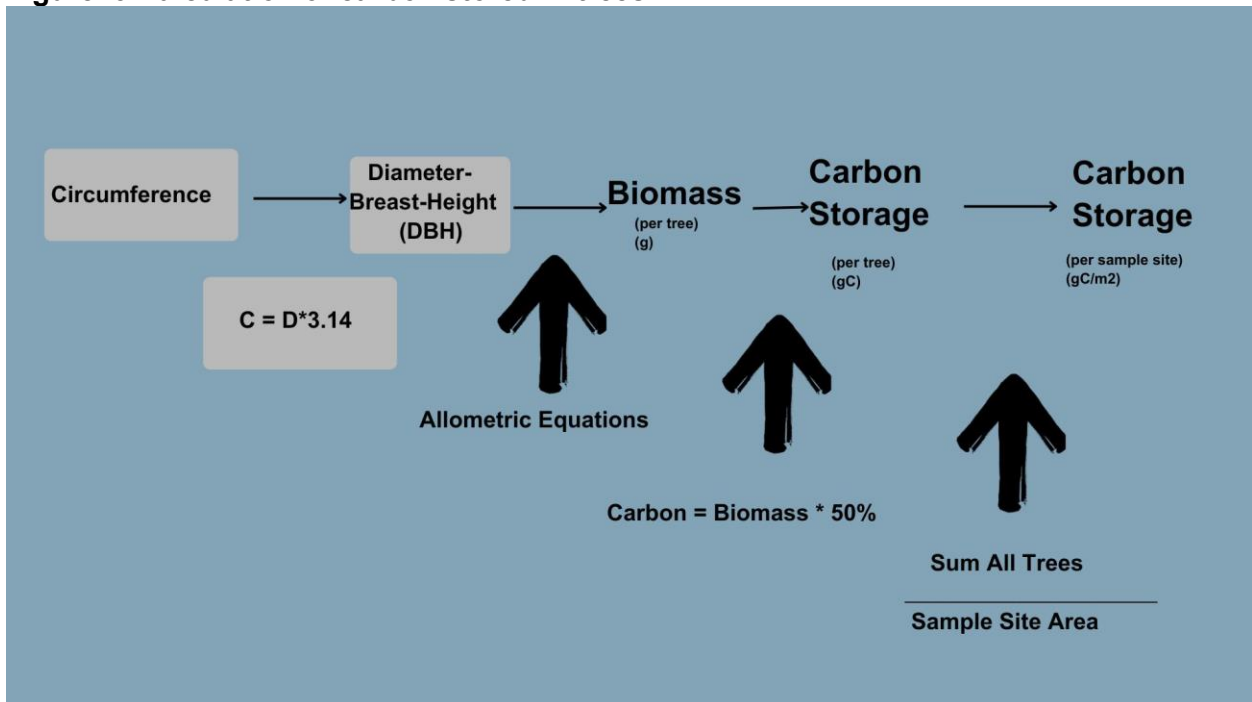 Circumference
Diameter-
Breast-Height
(DBH)
Biomass
(per tree)
(g)
Carbon
Storage
(per tree)
(gC)
Carbon
Storage
(per sample site)
(gC/m2)
C = D*3.14
Allometric Equations
Carbon = Biomass * 50%
Sum All Trees
Sample Site Area